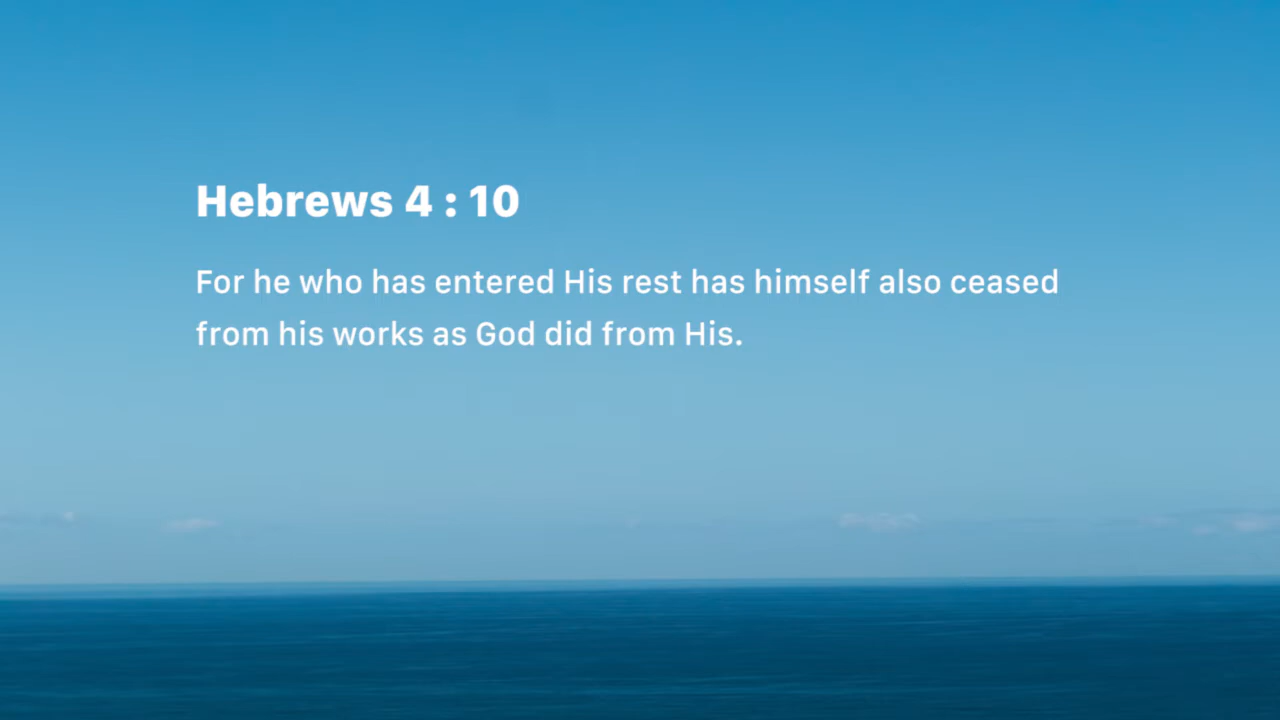 Hebrews 4 : 10
For he who has entered His rest has himself also ceased
from his works as God did from His.